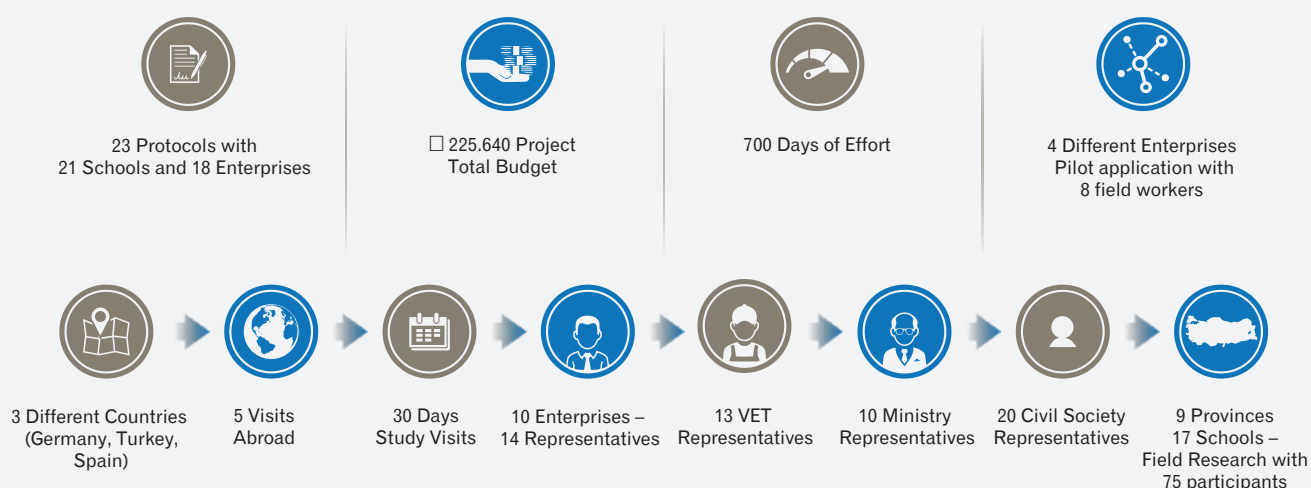 23 Protocols with
21 Schools and 18 Enterprises
□ 225.640 Project
Total Budget
700 Days of Effort
4 Different Enterprises
Pilot application with
8 field workers
3 Different Countries
(Germany, Turkey,
Spain)
5 Visits
Abroad
30 Days
Study Visits
10 Enterprises –
14 Representatives
13 VET
Representatives
10 Ministry
Representatives
20 Civil Society
Representatives
9 Provinces
17 Schools –
Field Research with
75 participants